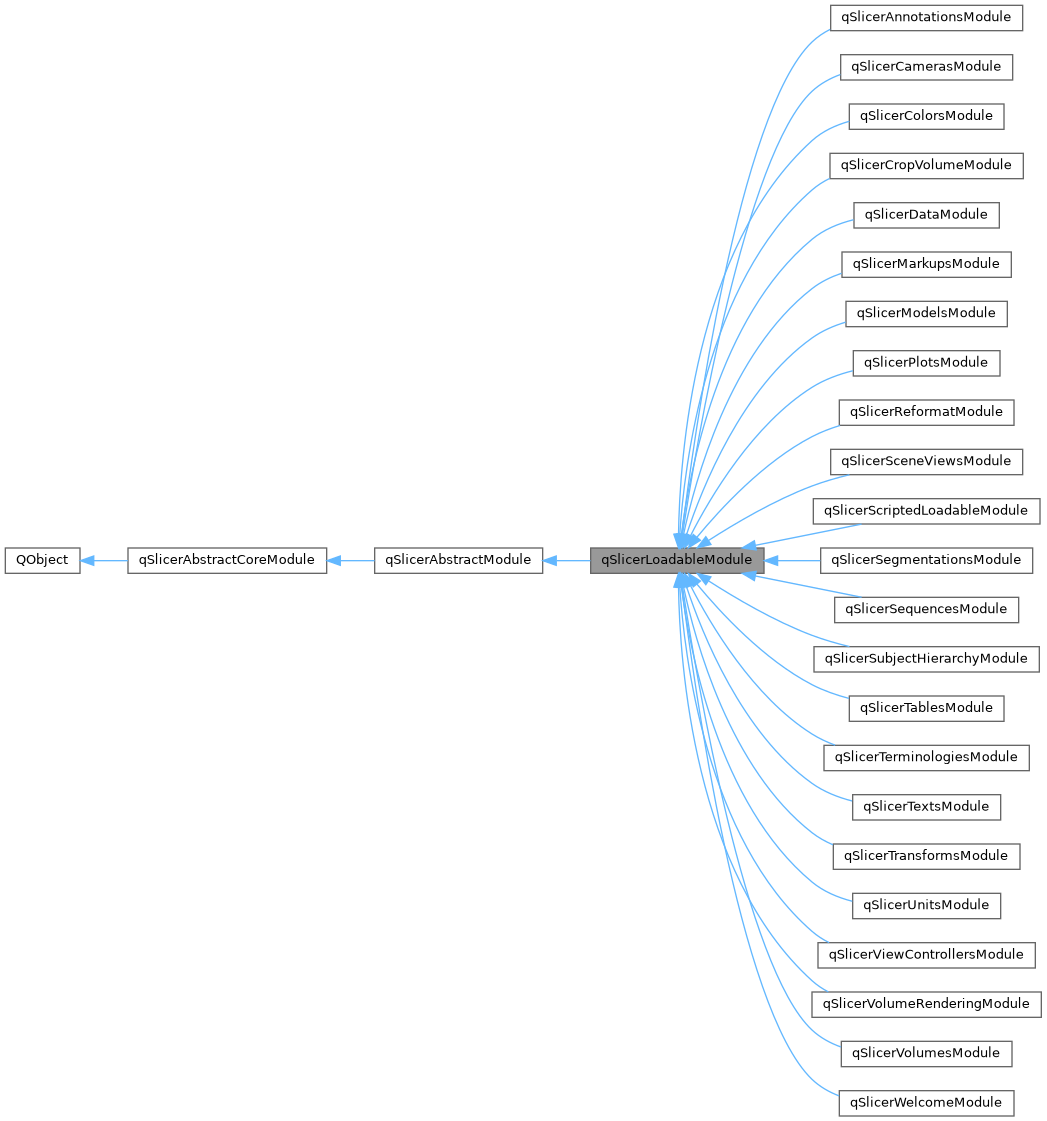 qSlicerAnnotationsModule
qSlicerCamerasModule
qSlicerColorsModule
qSlicerCropVolumeModule
qSlicerDataModule
qSlicerMarkupsModule
qSlicerModelsModule
qSlicerPlotsModule
qSlicerReformatModule
qSlicerSceneViewsModule
qSlicerScriptedLoadableModule
QObject
qSlicerAbstractCoreModule
qSlicerAbstractModule
qSlicerLoadableModule
qSlicerSegmentationsModule
qSlicerSequencesModule
qSlicerSubjectHierarchyModule
qSlicerTablesModule
qSlicerTerminologiesModule
qSlicerTextsModule
qSlicerTransformsModule
qSlicerUnitsModule
qSlicerViewControllersModule
qSlicerVolumeRenderingModule
qSlicerVolumesModule
qSlicerWelcomeModule